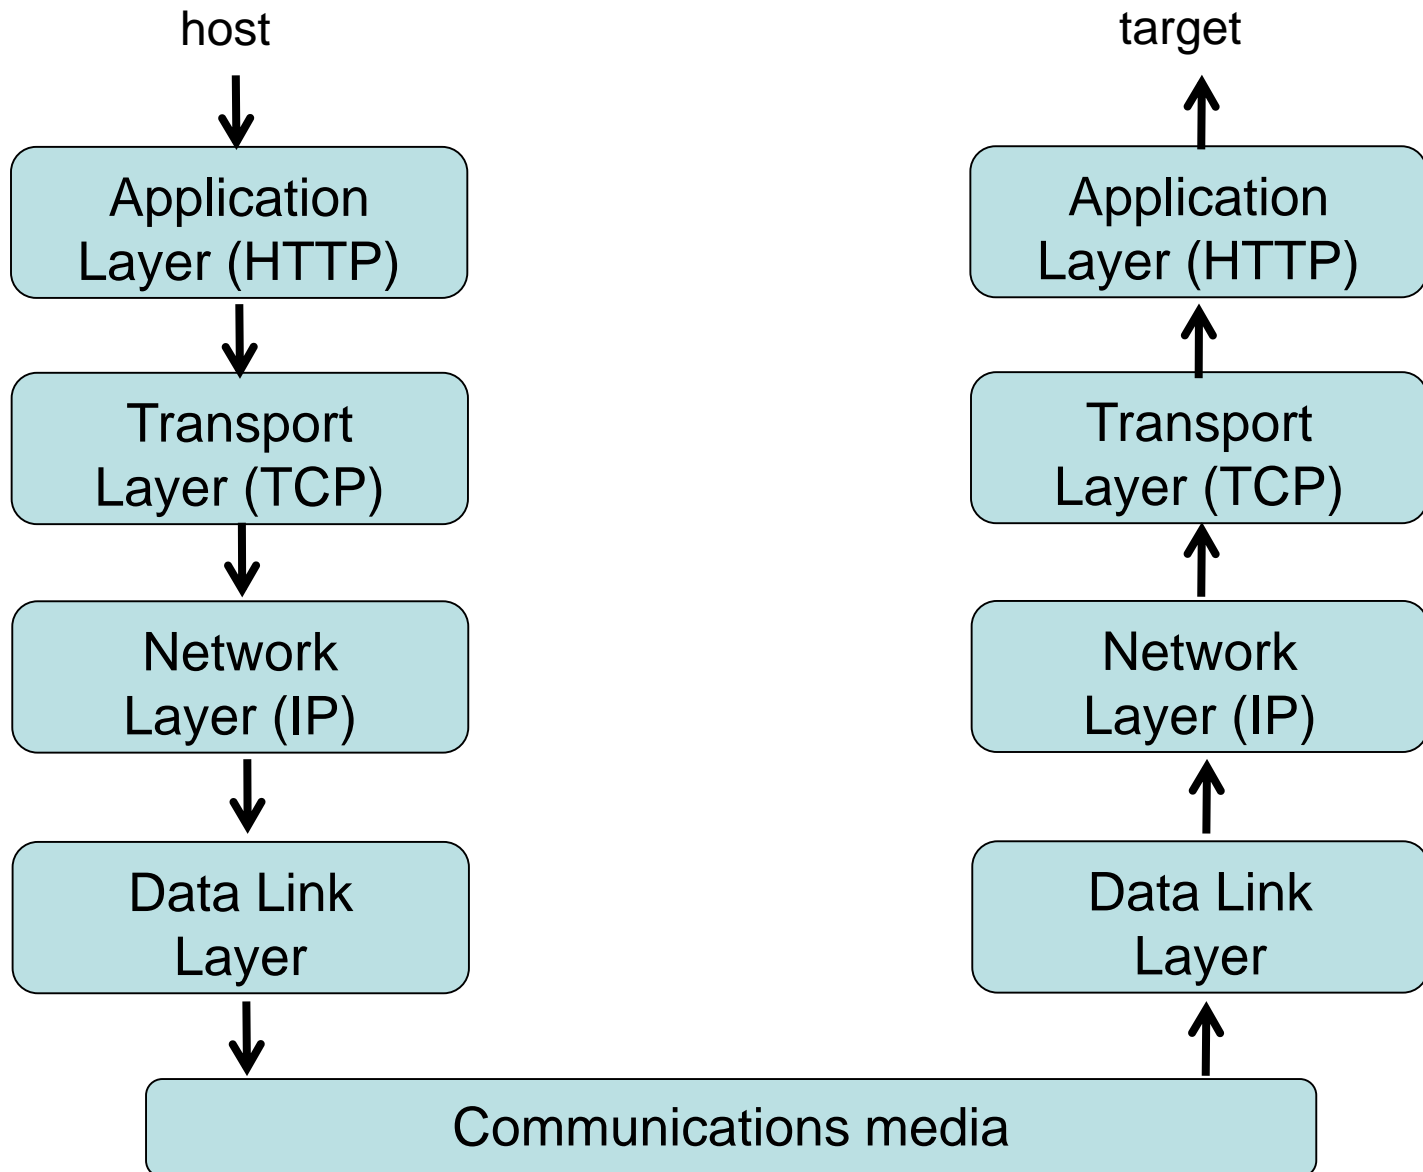 host
target
Application
Layer (HTTP)
Application
Layer (HTTP)
Transport
Layer (TCP)
Transport
Layer (TCP)
Network
Layer (IP)
Network
Layer (IP)
Data Link
Layer
Data Link
Layer
Communications media